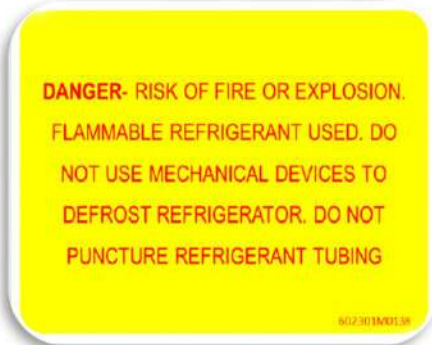 DANGER- RISK OF FIRE OR EXPLOSION.
FLAMMABLE REFRIGERANT USED. DO
NOT USE MECHANICAL DEVICES TO
DEFROST REFRIGERATOR. DO NOT
PUNCTURE REFRIGERANT TUBING
602301M0138